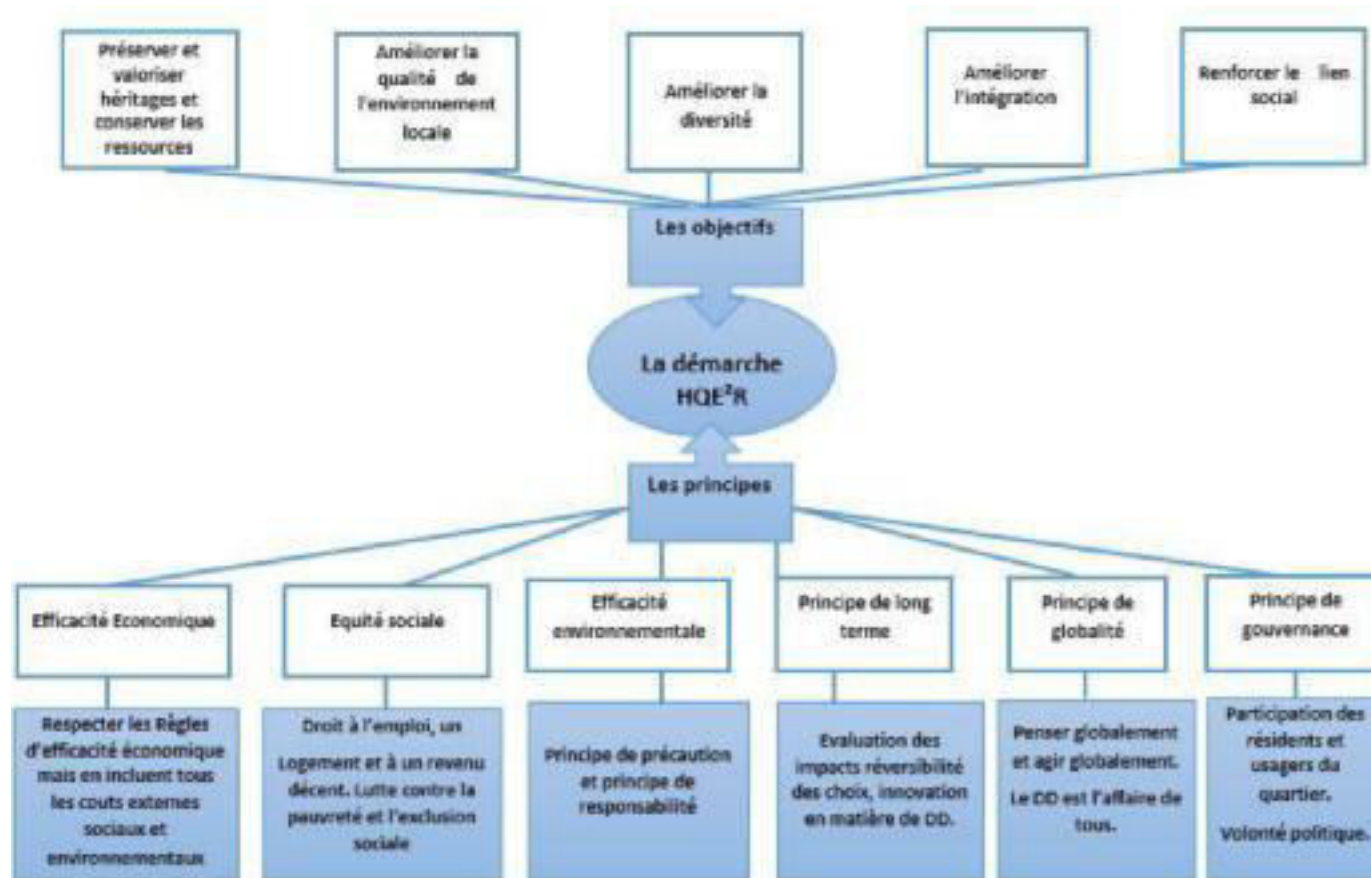 Préserver et
valoriser
héritages et
conserver les
ressources
Améliorer la
qualité de
l'environnement
locale
Améliorer la
diversité
Améliorer
l'intégration
Renforcer le lien
social
Les objectifs
La démarche
HQE²R
Les principes
Efficacité Economique
Equité sociale
Efficacité
environnementale
Principe de long
terme
Principe de
globalité
Principe de
gouvernance
Respecter les Règles
d'efficacité économique
mais en incluent tous
les couts externes
sociaux et
environnementaux
Droit à l'emploi, un
Logement et à un revenu
décent. Lutte contre la
pauvreté et l'exclusion
sociale
Principe de précaution
et principe de
responsabilité
Evaluation des
impacts réversibilité
des choix, innovation
en matière de DD.
Penser globalement
et agir globalement.
Le DD est l'affaire de
tous.
Participation des
résidents et
usagers du
quartier.
Volonté politique.